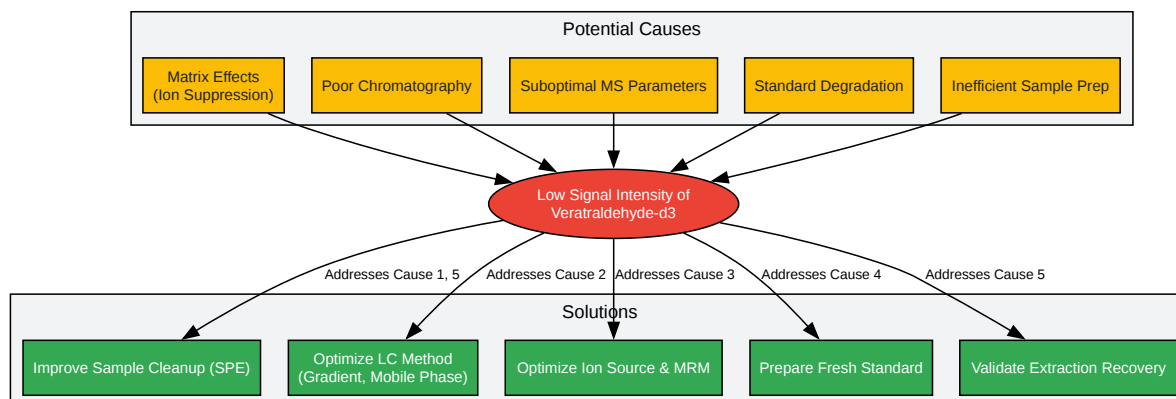 Potential Causes
Matrix Effects
(Ion Suppression)
Poor Chromatography
Suboptimal MS Parameters
Standard Degradation
Inefficient Sample Prep
Low Signal Intensity of
Veratraldehyde-d3
Addresses Cause 1, 5
Addresses Cause 2
Addresses Cause 3
Addresses Cause 4
Addresses Cause 5
Solutions
Improve Sample Cleanup (SPE)
Optimize LC Method
(Gradient, Mobile Phase)
Optimize Ion Source & MRM
Prepare Fresh Standard
Validate Extraction Recovery